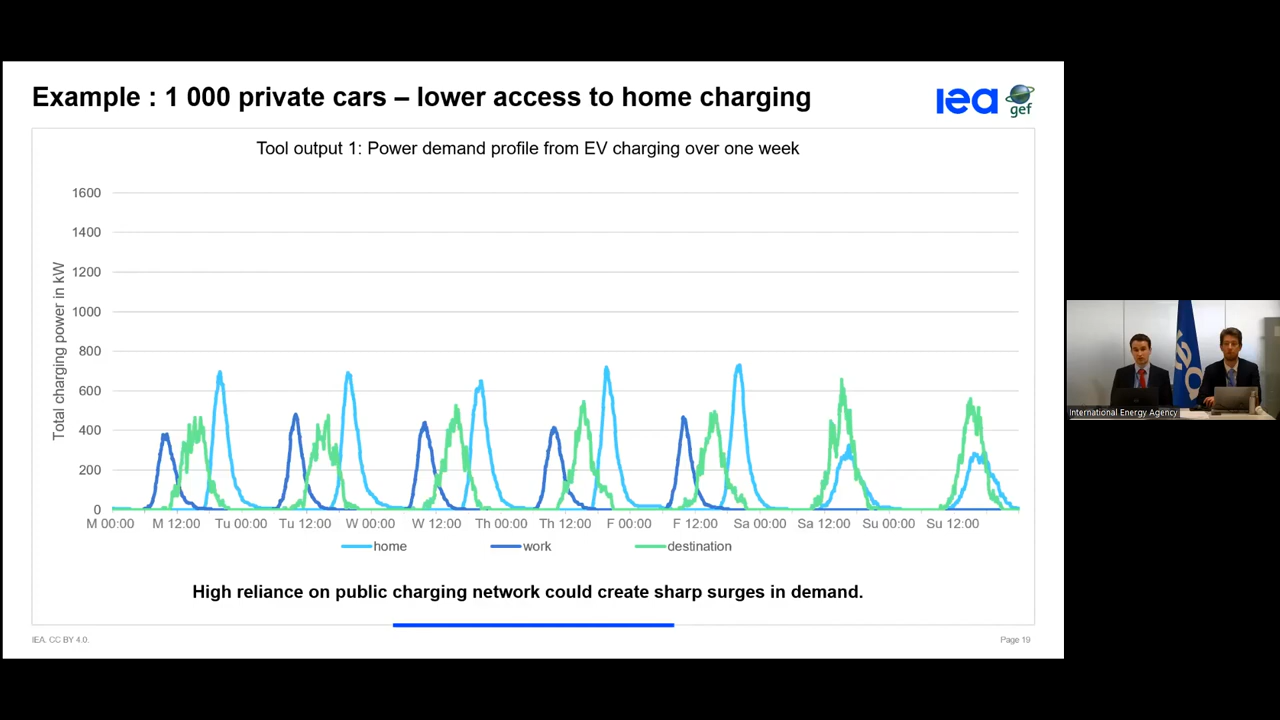 Example : 1 000 private cars – lower access to home charging
iea
gef
Tool output 1: Power demand profile from EV charging over one week
Total charging power in kW
1600
1400
1200
1000
800
600
400
200
0
M 00:00 M 12:00 Tu 00:00 Tu 12:00 W 00:00 W 12:00 Th 00:00 Th 12:00 F 00:00 F 12:00 Sa 00:00 Sa 12:00 Su 00:00 Su 12:00
home work destination
High reliance on public charging network could create sharp surges in demand.
IEA. CC BY 4.0.
Page 19
International Energy Agency